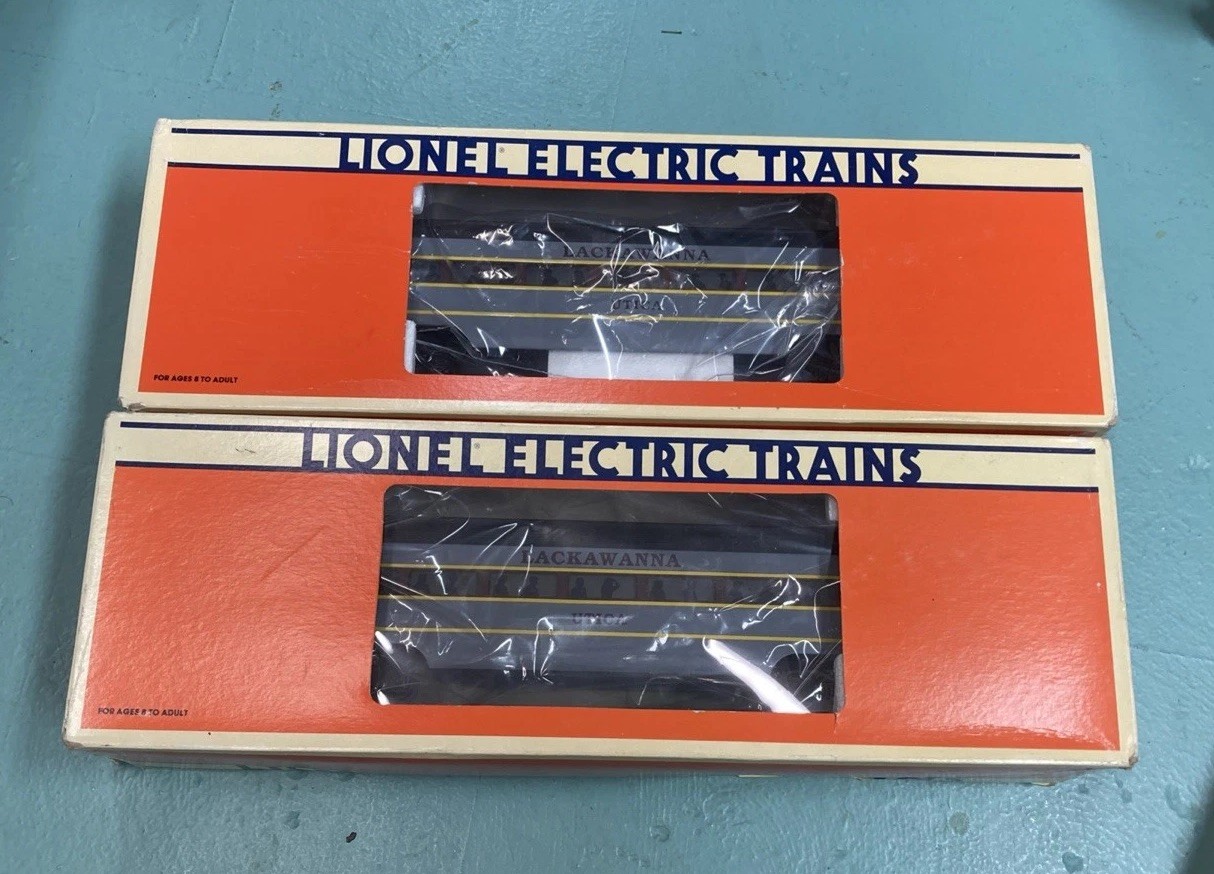 LIONEL® ELECTRIC TRAINS
LACKAWANNA
UTICA
FOR AGES 8 TO ADULT
LIONEL® ELECTRIC TRAINS
LACKAWANNA
UTICA
FOR AGES 8 TO ADULT